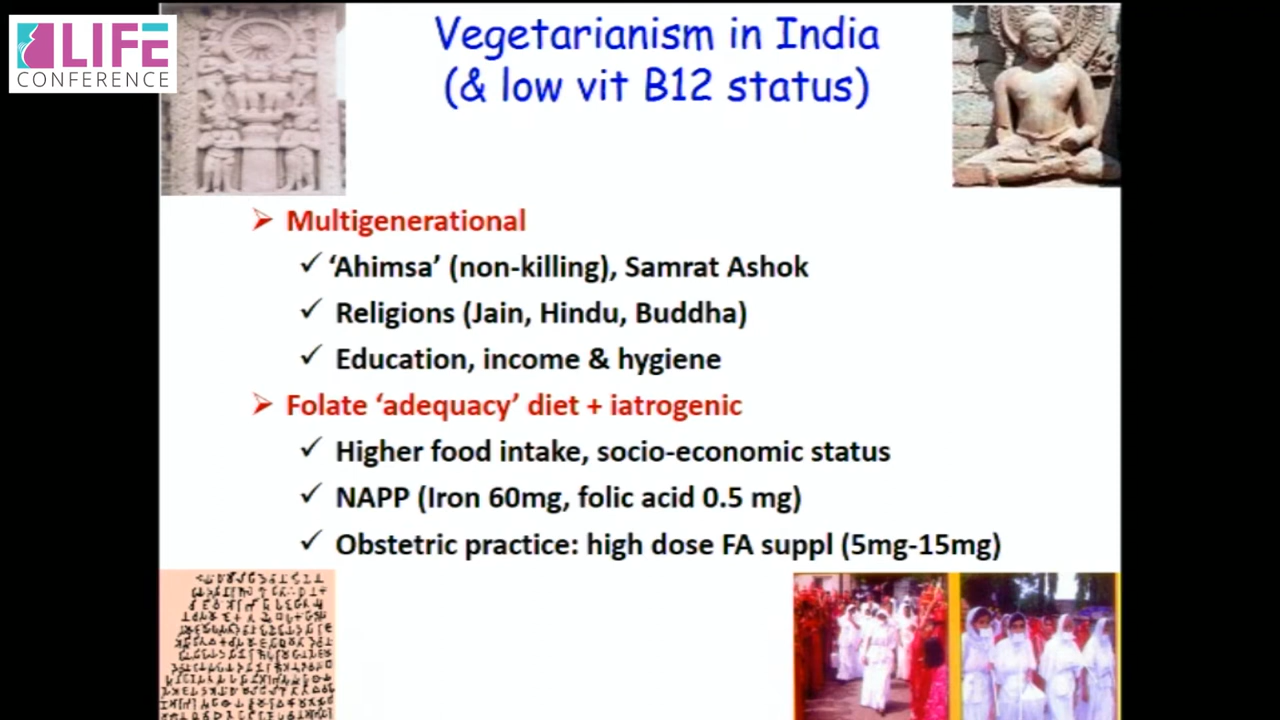 LIFE
CONFERENCE
Vegetarianism in India
(& low vit B12 status)
Multigenerational
‘Ahimsa’ (non-killing), Samrat Ashok
Religions (Jain, Hindu, Buddha)
Education, income & hygiene
Folate ‘adequacy’ diet + iatrogenic
Higher food intake, socio-economic status
NAPP (Iron 60mg, folic acid 0.5 mg)
Obstetric practice: high dose FA suppl (5mg-15mg)